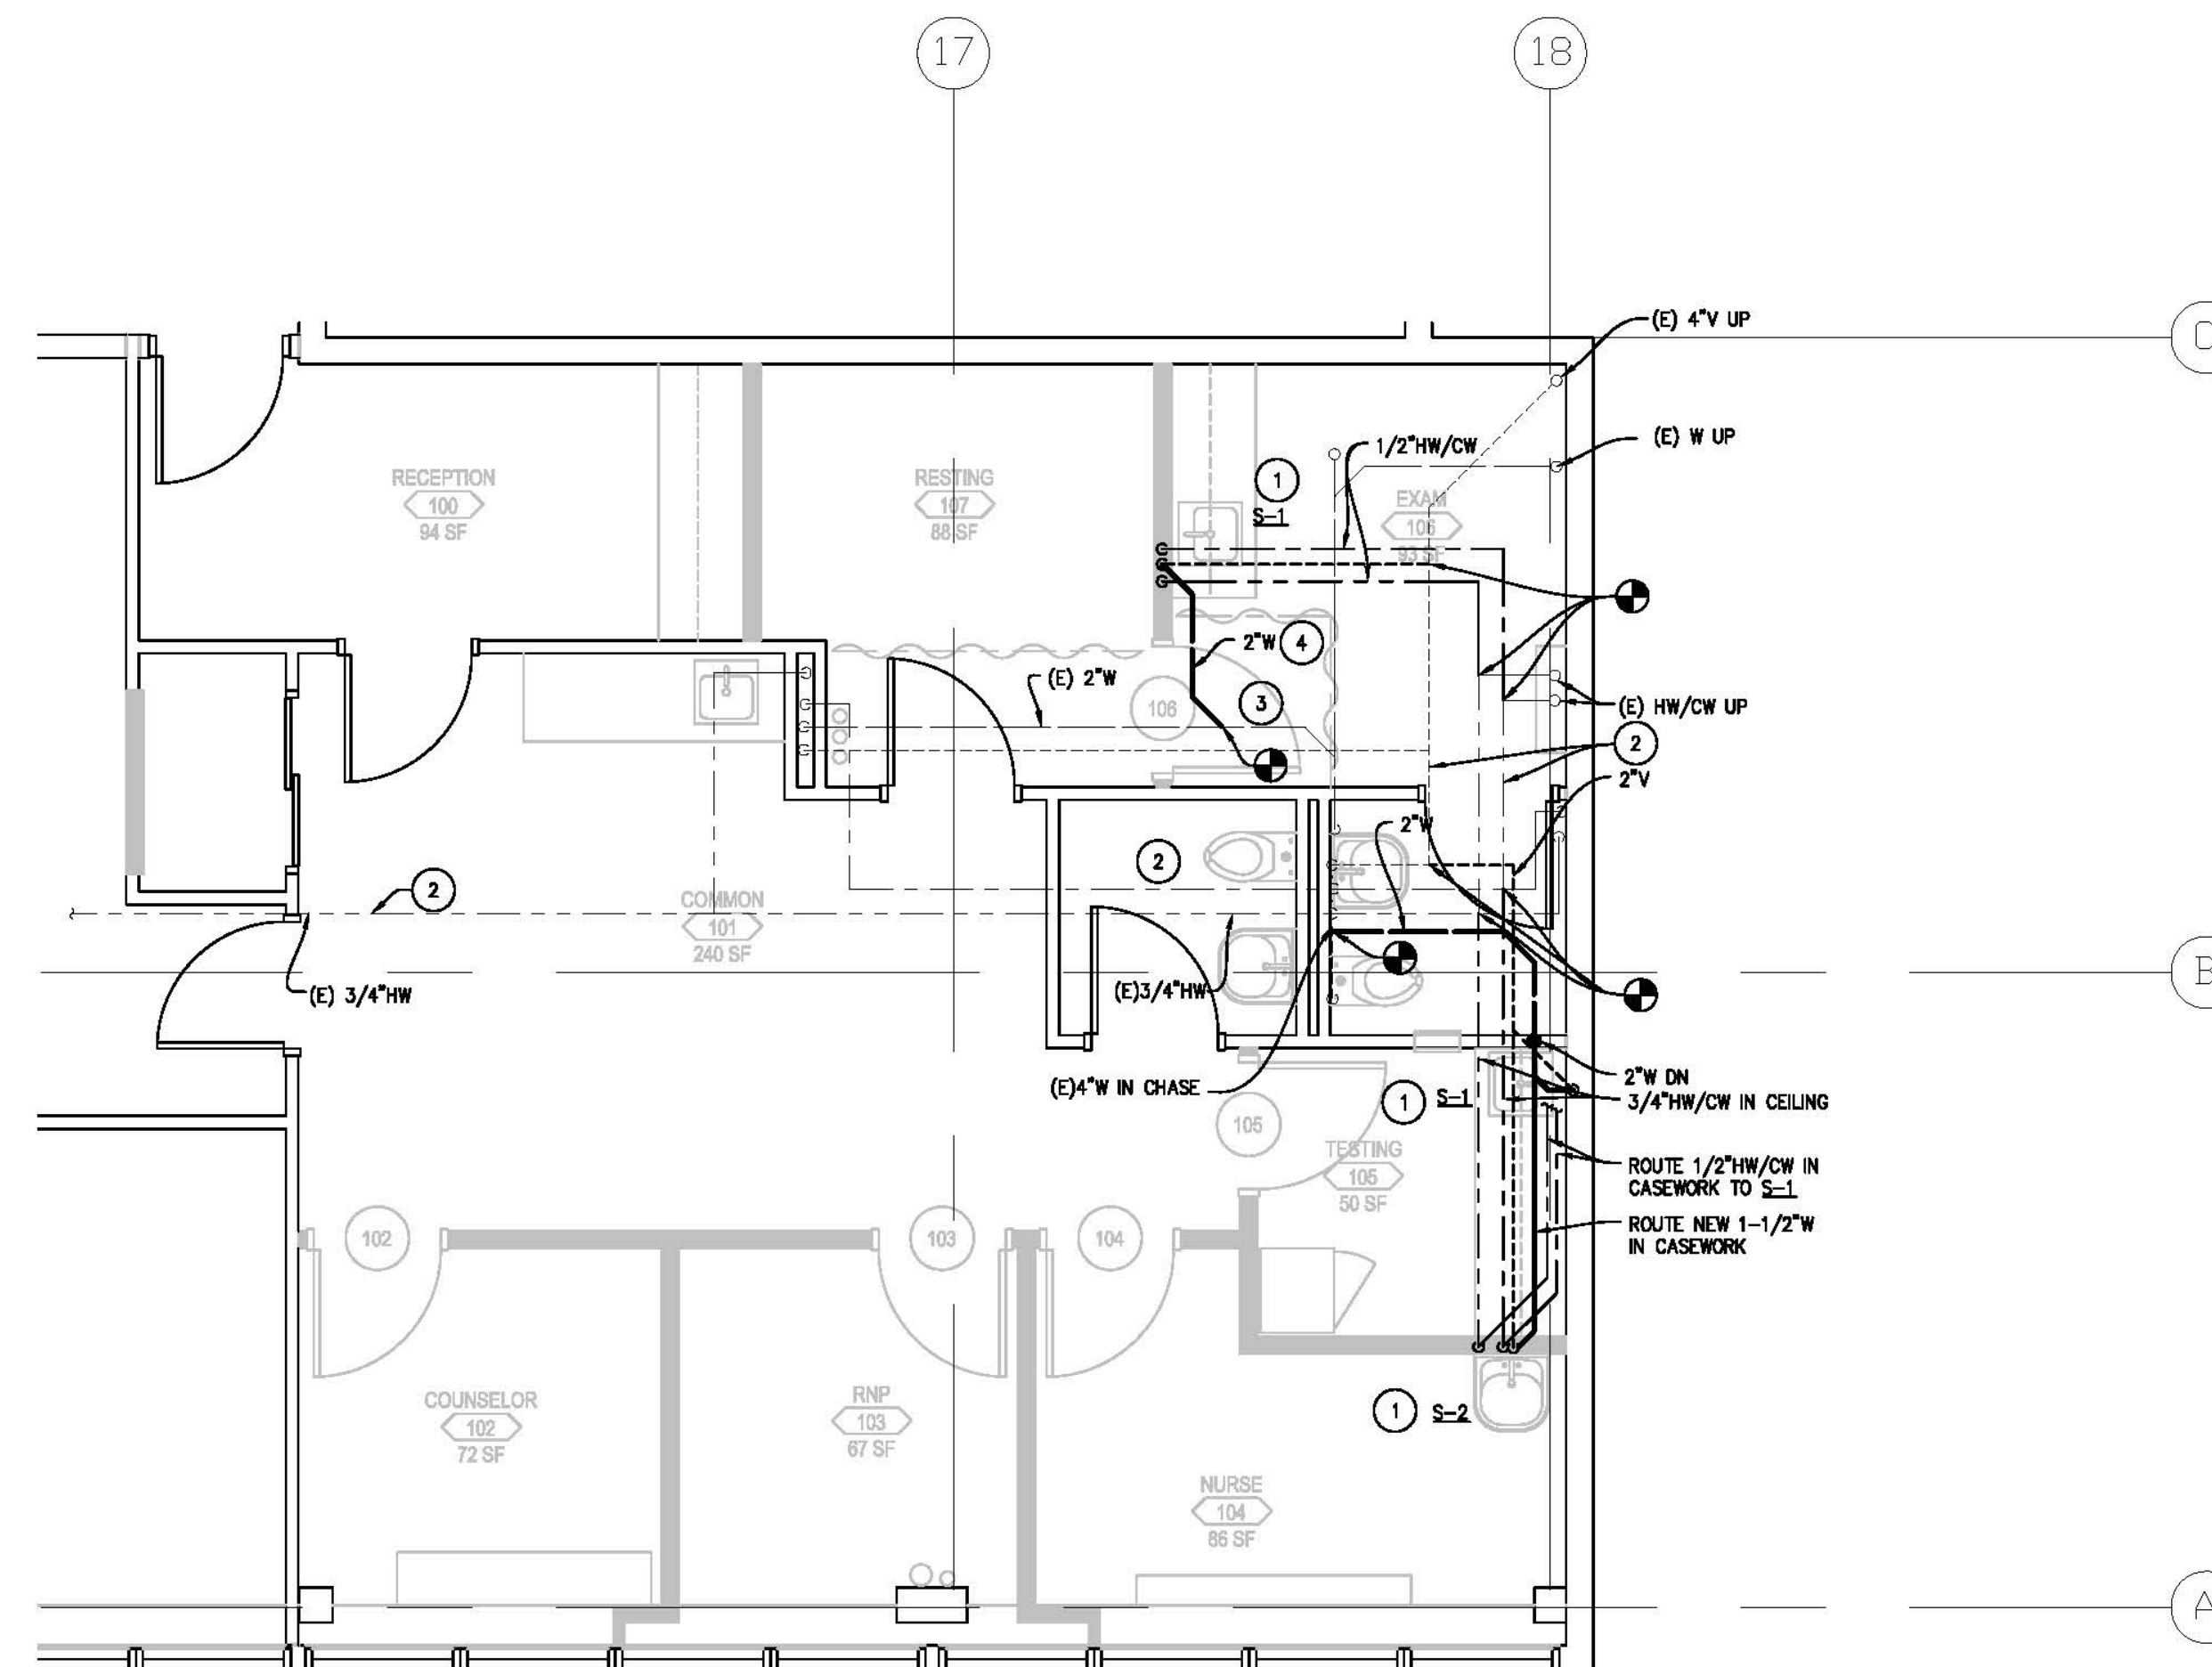 17
18
(E) 4"V UP
(E) W UP
1/2"HW/CW
RECEPTION
100
94 SF
RESTING
107
88 SF
1
S-1
EXAM
106
93 SF
2"W
4
(E) 2"W
3
106
(E) HW/CW UP
2
2"V
2"W
2
2
COMMON
101
240 SF
B
(E) 3/4"HW
(E)3/4"HW
(E)4"W IN CHASE
2"W DN
3/4"HW/CW IN CEILING
1
S-1
105
TESTING
105
50 SF
ROUTE 1/2"HW/CW IN
CASEWORK TO S-1
ROUTE NEW 1-1/2"W
IN CASEWORK
102
103
104
COUNSELOR
102
72 SF
RNP
103
67 SF
1
S-2
NURSE
104
86 SF
A